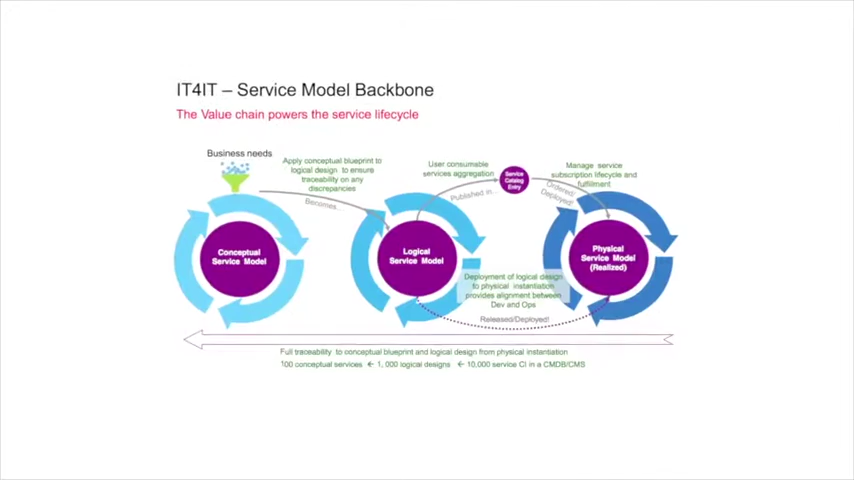 IT4IT – Service Model Backbone
The Value chain powers the service lifecycle
Business needs
Apply conceptual blueprint to
logical design to ensure
traceability on any
discrepancies
Becomes...
User consumable
services aggregation
Published in...
Service
Catalog
Entry
Manage service
subscription lifecycle and
fulfillment
Ordered/
Deployed!
Conceptual
Service Model
Logical
Service Model
Physical
Service Model
(Realized)
Deployment of logical design
to physical instantiation
provides alignment between
Dev and Ops
Released/Deployed!
Full traceability to conceptual blueprint and logical design from physical instantiation
100 conceptual services ← 1, 000 logical designs ← 10,000 service CI in a CMDB/CMS